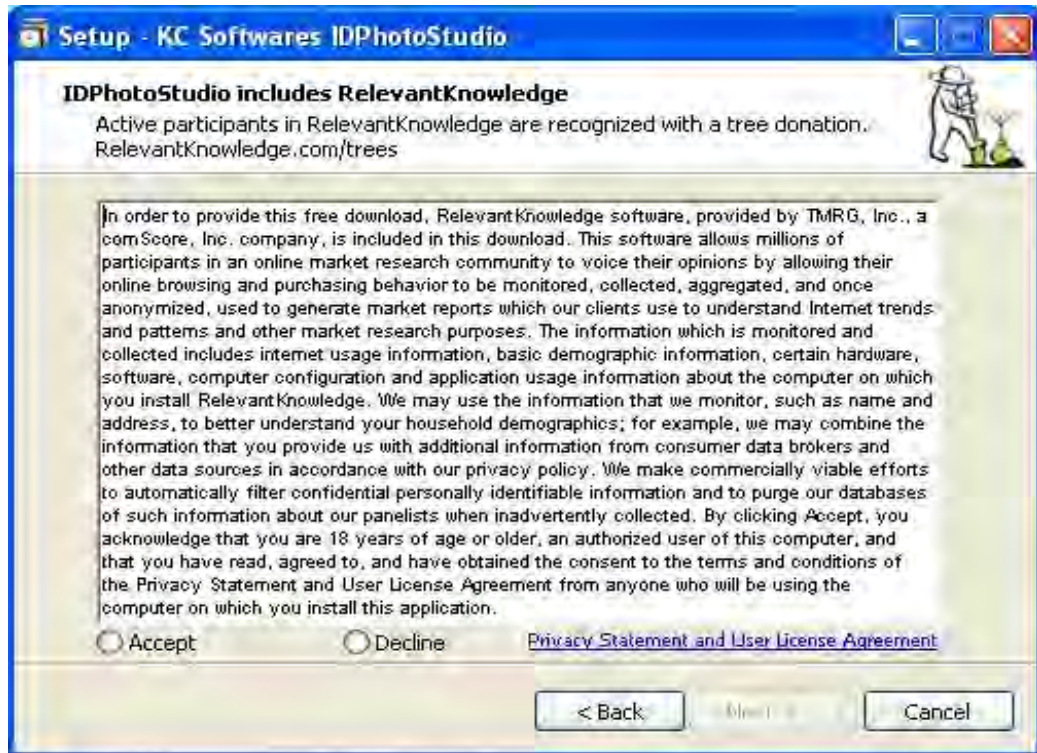 Setup - KC Softwares IDPhotoStudio
IDPhotoStudio includes RelevantKnowledge
Active participants in RelevantKnowledge are recognized with a tree donation.
RelevantKnowledge.com/trees
In order to provide this free download, RelevantKnowledge software, provided by TMRG, Inc., a
comScore, Inc. company, is included in this download. This software allows millions of
participants in an online market research community to voice their opinions by allowing their
online browsing and purchasing behavior to be monitored, collected, aggregated, and once
anonymized, used to generate market reports which our clients use to understand Internet trends
and patterns and other market research purposes. The information which is monitored and
collected includes internet usage information, basic demographic information, certain hardware,
software, computer configuration and application usage information about the computer on which
you install RelevantKnowledge. We may use the information that we monitor, such as name and
address, to better understand your household demographics; for example, we may combine the
information that you provide us with additional information from consumer data brokers and
other data sources in accordance with our privacy policy. We make commercially viable efforts
to automatically filter confidential personally identifiable information and to purge our databases
of such information about our panelists when inadvertently collected. By clicking Accept, you
acknowledge that you are 18 years of age or older, an authorized user of this computer, and
that you have read, agreed to, and have obtained the consent to the terms and conditions of
the Privacy Statement and User License Agreement from anyone who will be using the
computer on which you install this application.
Accept Decline Privacy Statement and User License Agreement
< Back Cancel